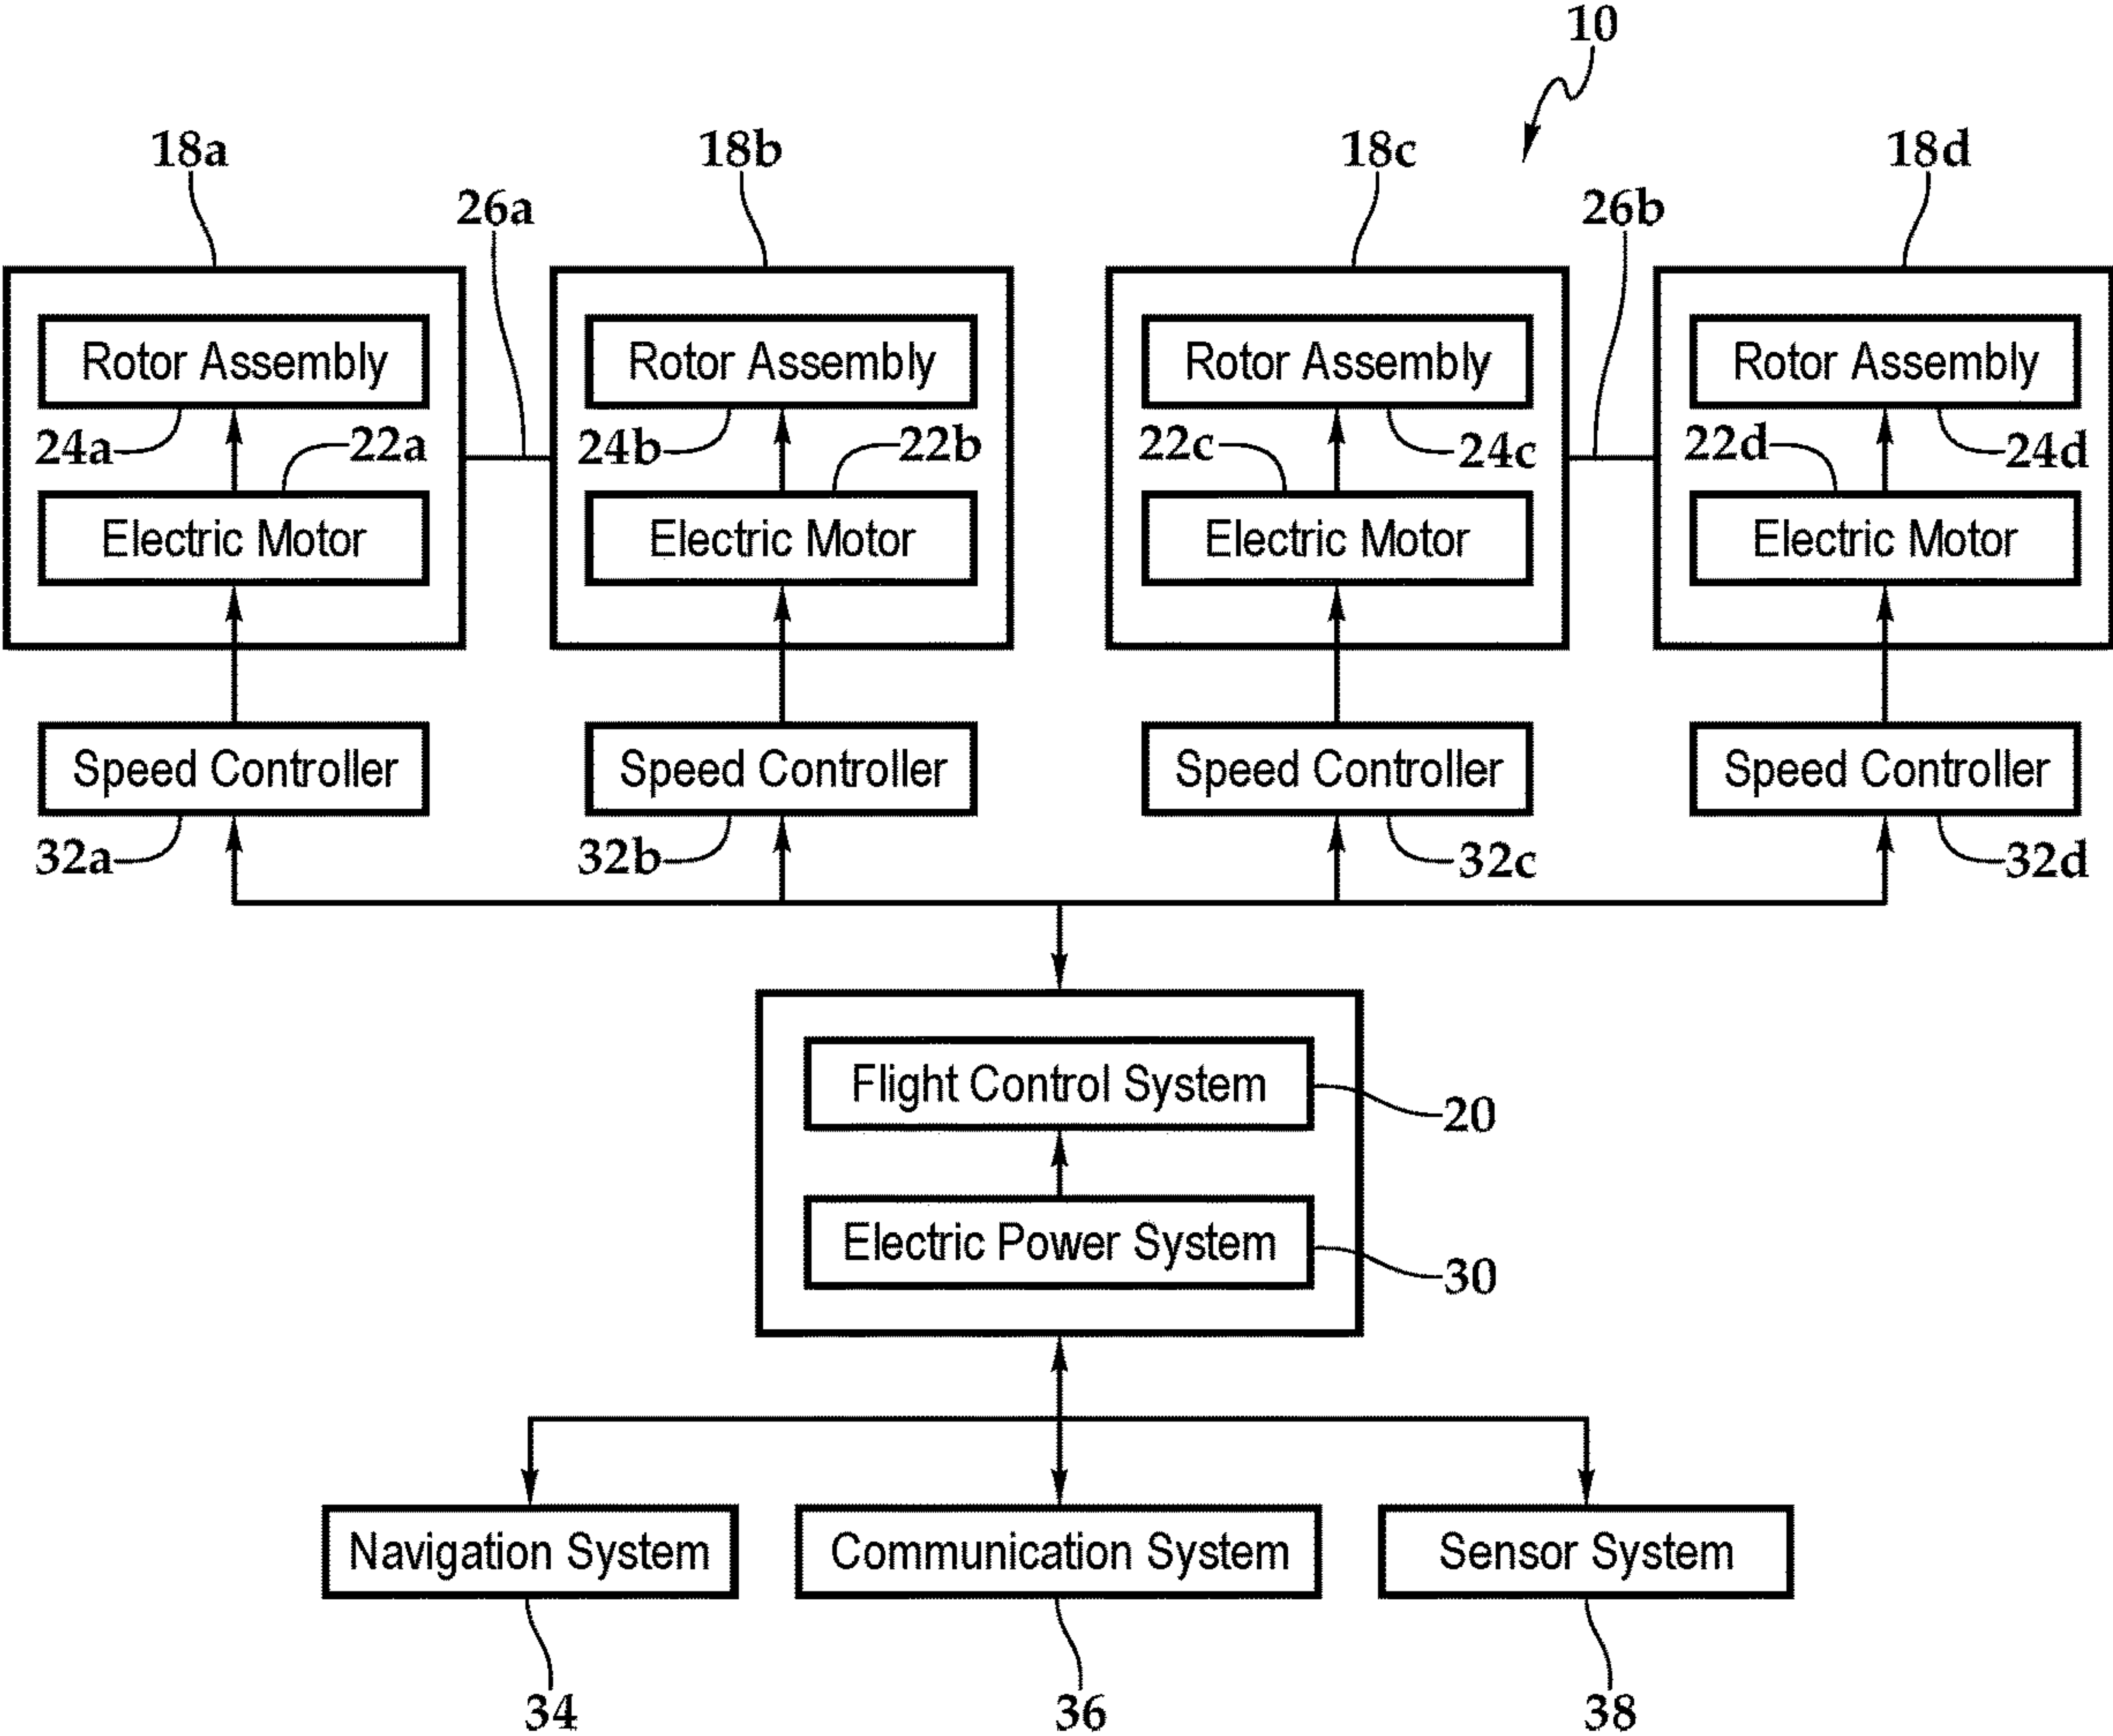 10
18a 18b 18c 18d
26a 26b
Rotor Assembly Rotor Assembly Rotor Assembly Rotor Assembly
24a 22a 24b 22b 22c 24c 22d 24d
Electric Motor Electric Motor Electric Motor Electric Motor
Speed Controller Speed Controller Speed Controller Speed Controller
32a 32b 32c 32d
Flight Control System
20
Electric Power System
30
Navigation System Communication System Sensor System
34 36 38